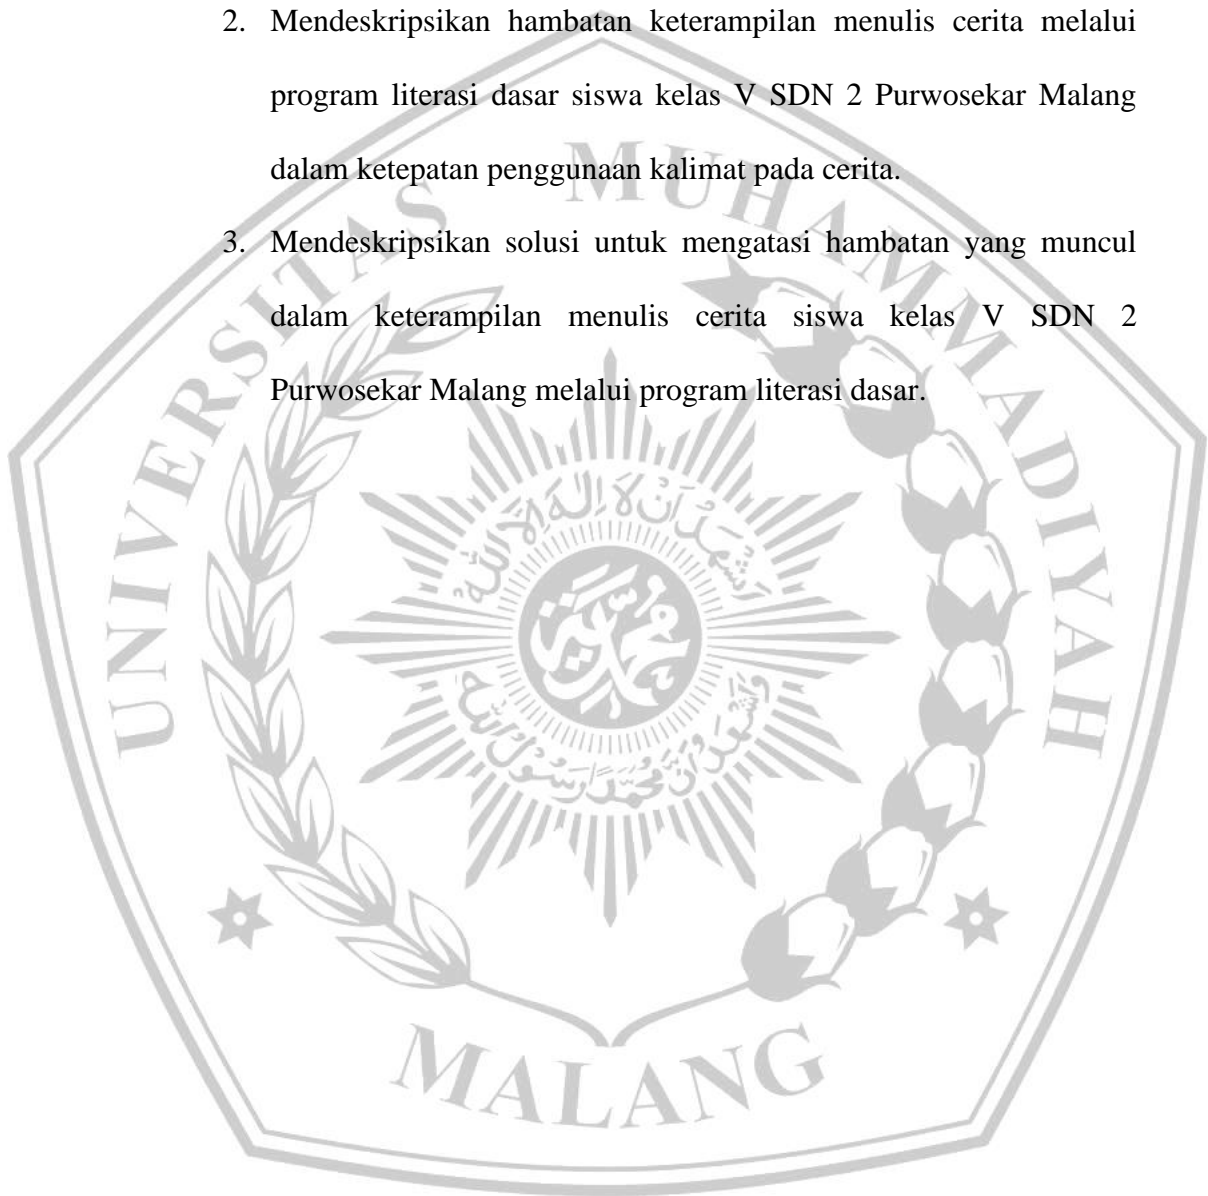 2. Mendeskripsikan hambatan keterampilan menulis cerita melalui
program literasi dasar siswa kelas V SDN 2 Purwosekar Malang
dalam ketepatan penggunaan kalimat pada cerita.
3. Mendeskripsikan solusi untuk mengatasi hambatan yang muncul
dalam keterampilan menulis cerita siswa kelas V SDN 2
Purwosekar Malang melalui program literasi dasar.
UNIVERSITAS MUHAMMADIYAH
MALANG